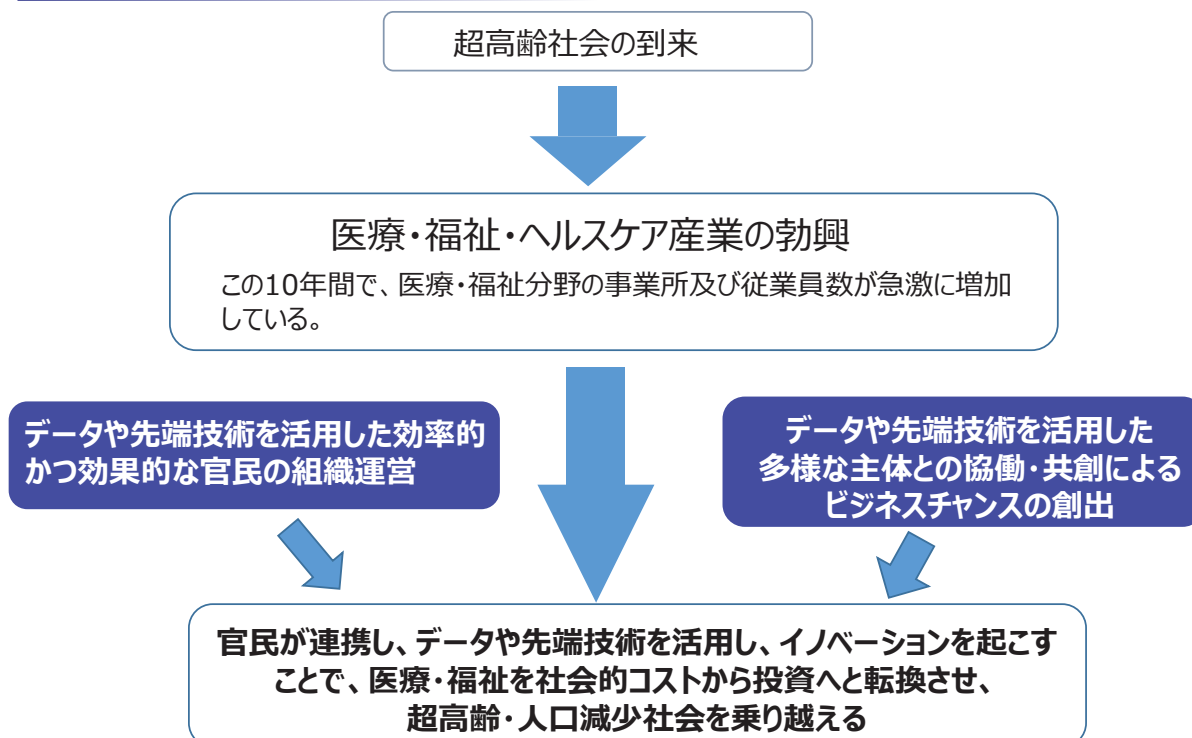 超高齢社会の到来
医療・福祉・ヘルスケア産業の勃興
この10年間で、医療・福祉分野の事業所及び従業員数が急激に増加
している。
データや先端技術を活用した効率的
かつ効果的な官民の組織運営
データや先端技術を活用した
多様な主体との協働・共創による
ビジネスチャンスの創出
官民が連携し、データや先端技術を活用し、イノベーションを起こす
ことで、医療・福祉を社会的コストから投資へと転換させ、
超高齢・人口減少社会を乗り越える